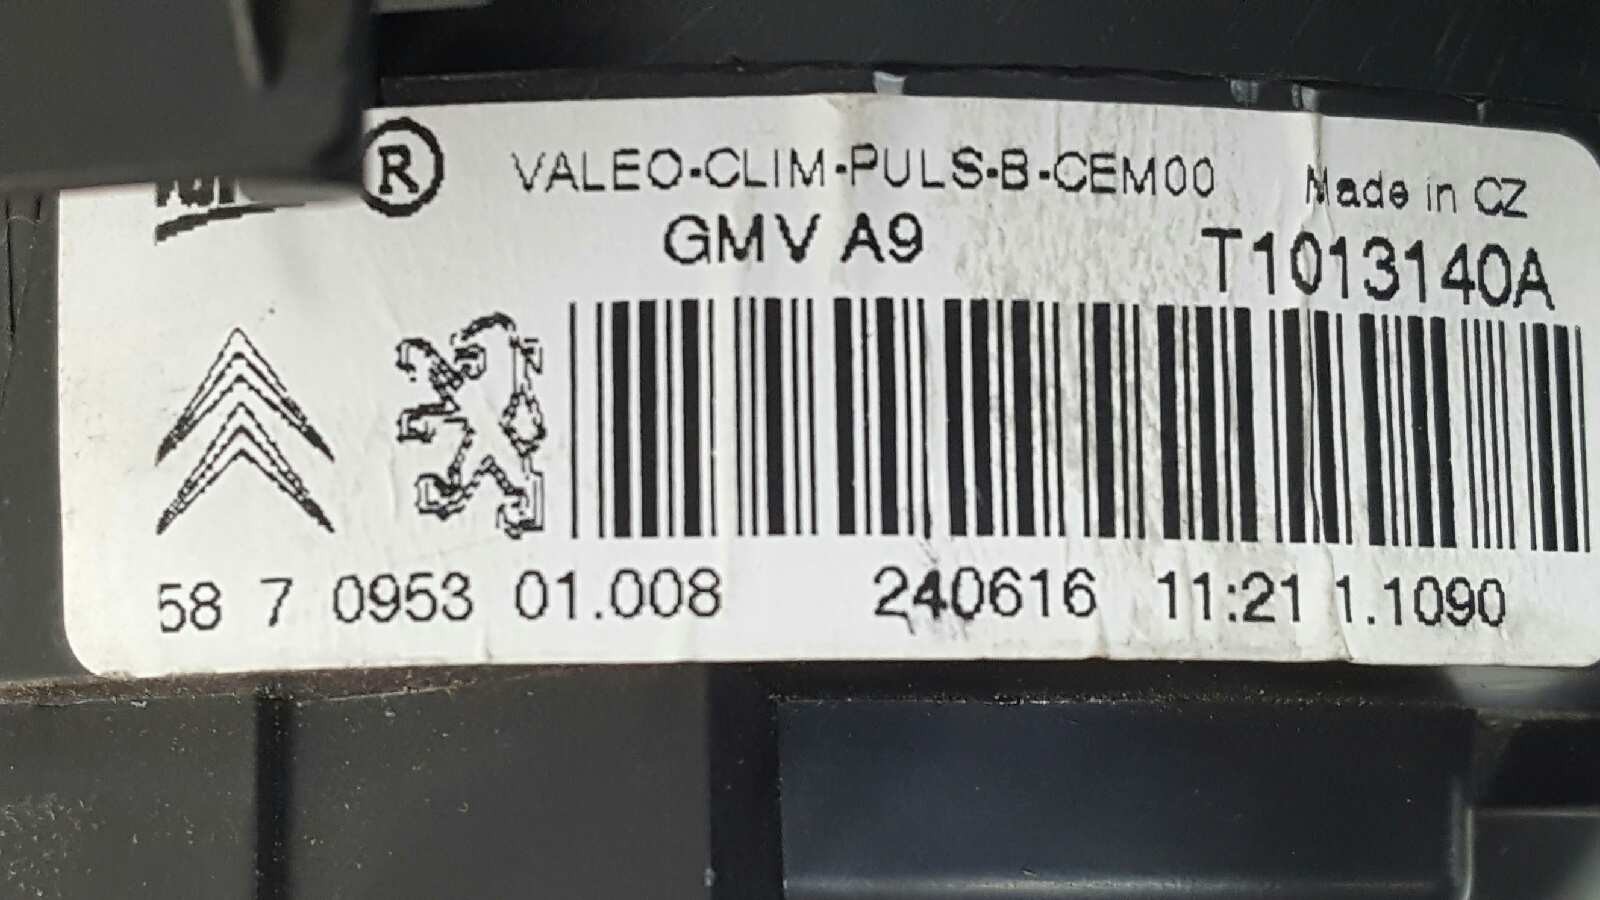 ® VALEO-CLIM-PULS-B-CEM00 Made in CZ
GMV A9 T1013140A
58 7 0953 01.008 240616 11:21 1.1090